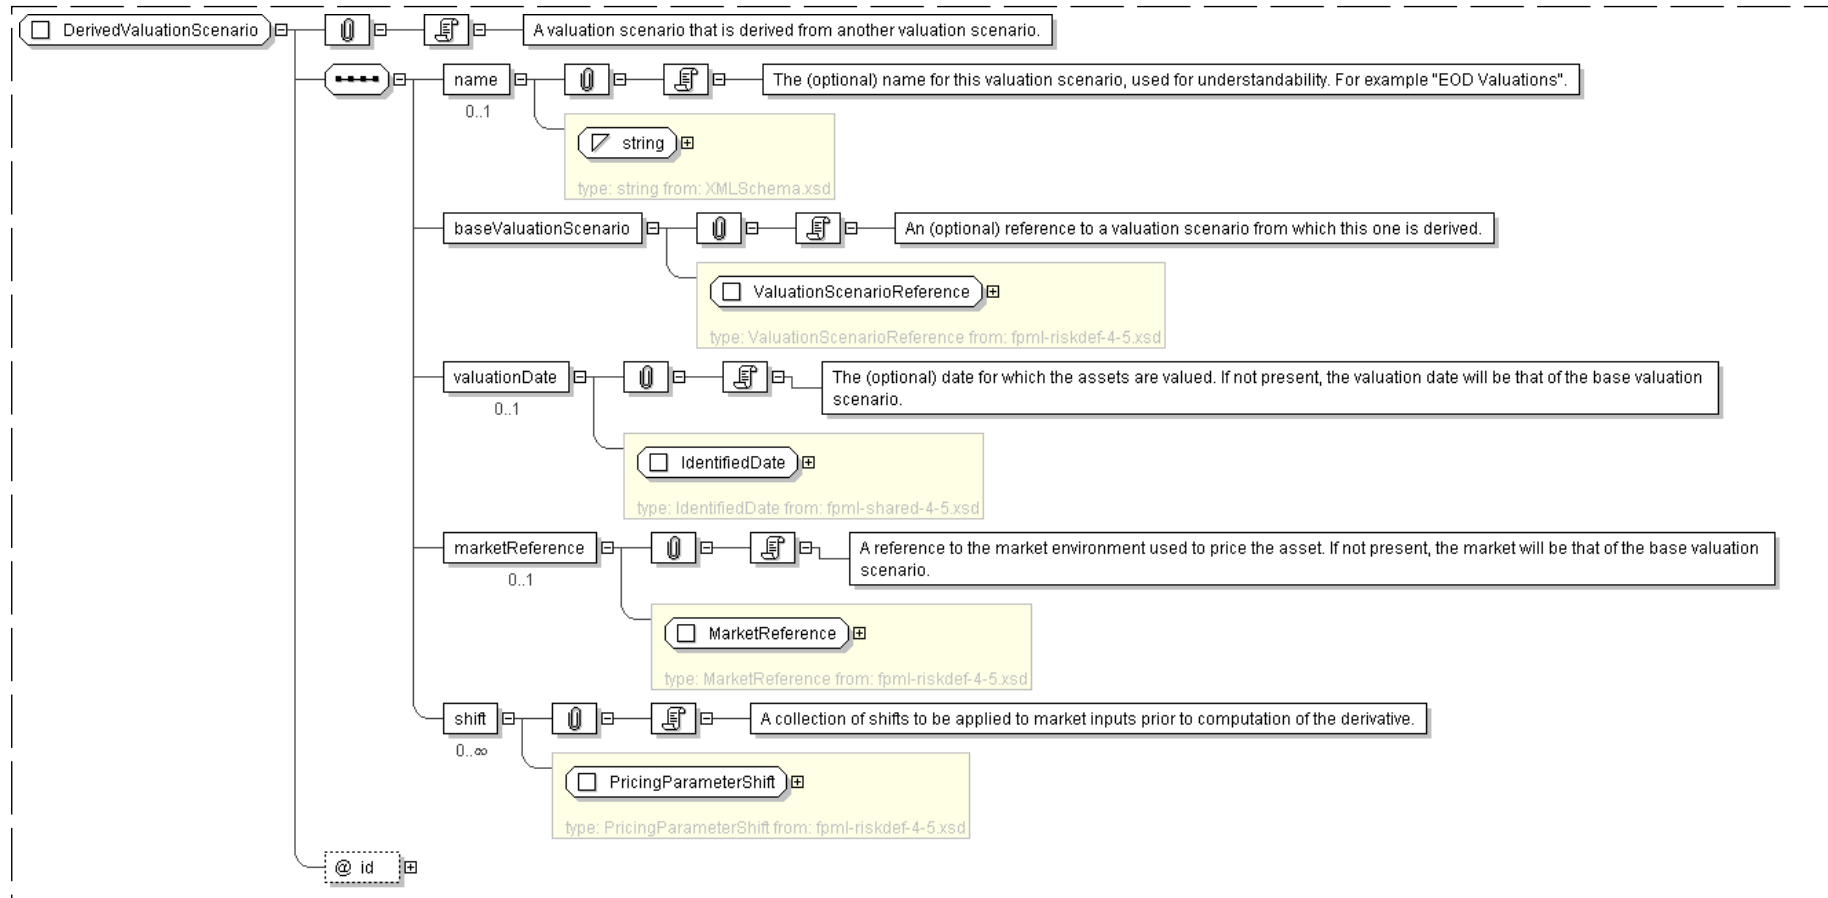 DerivedValuationScenario
A valuation scenario that is derived from another valuation scenario.
name
The (optional) name for this valuation scenario, used for understandability. For example "EOD Valuations".
0..1
string
type: string from: XMLSchema.xsd
baseValuationScenario
An (optional) reference to a valuation scenario from which this one is derived.
ValuationScenarioReference
type: ValuationScenarioReference from: fpml-riskdef-4-5.xsd
valuationDate
The (optional) date for which the assets are valued. If not present, the valuation date will be that of the base valuation
scenario.
0..1
IdentifiedDate
type: IdentifiedDate from: fpml-shared-4-5.xsd
marketReference
A reference to the market environment used to price the asset. If not present, the market will be that of the base valuation
scenario.
0..1
MarketReference
type: MarketReference from: fpml-riskdef-4-5.xsd
shift
A collection of shifts to be applied to market inputs prior to computation of the derivative.
0..∞
PricingParameterShift
type: PricingParameterShift from: fpml-riskdef-4-5.xsd
@ id